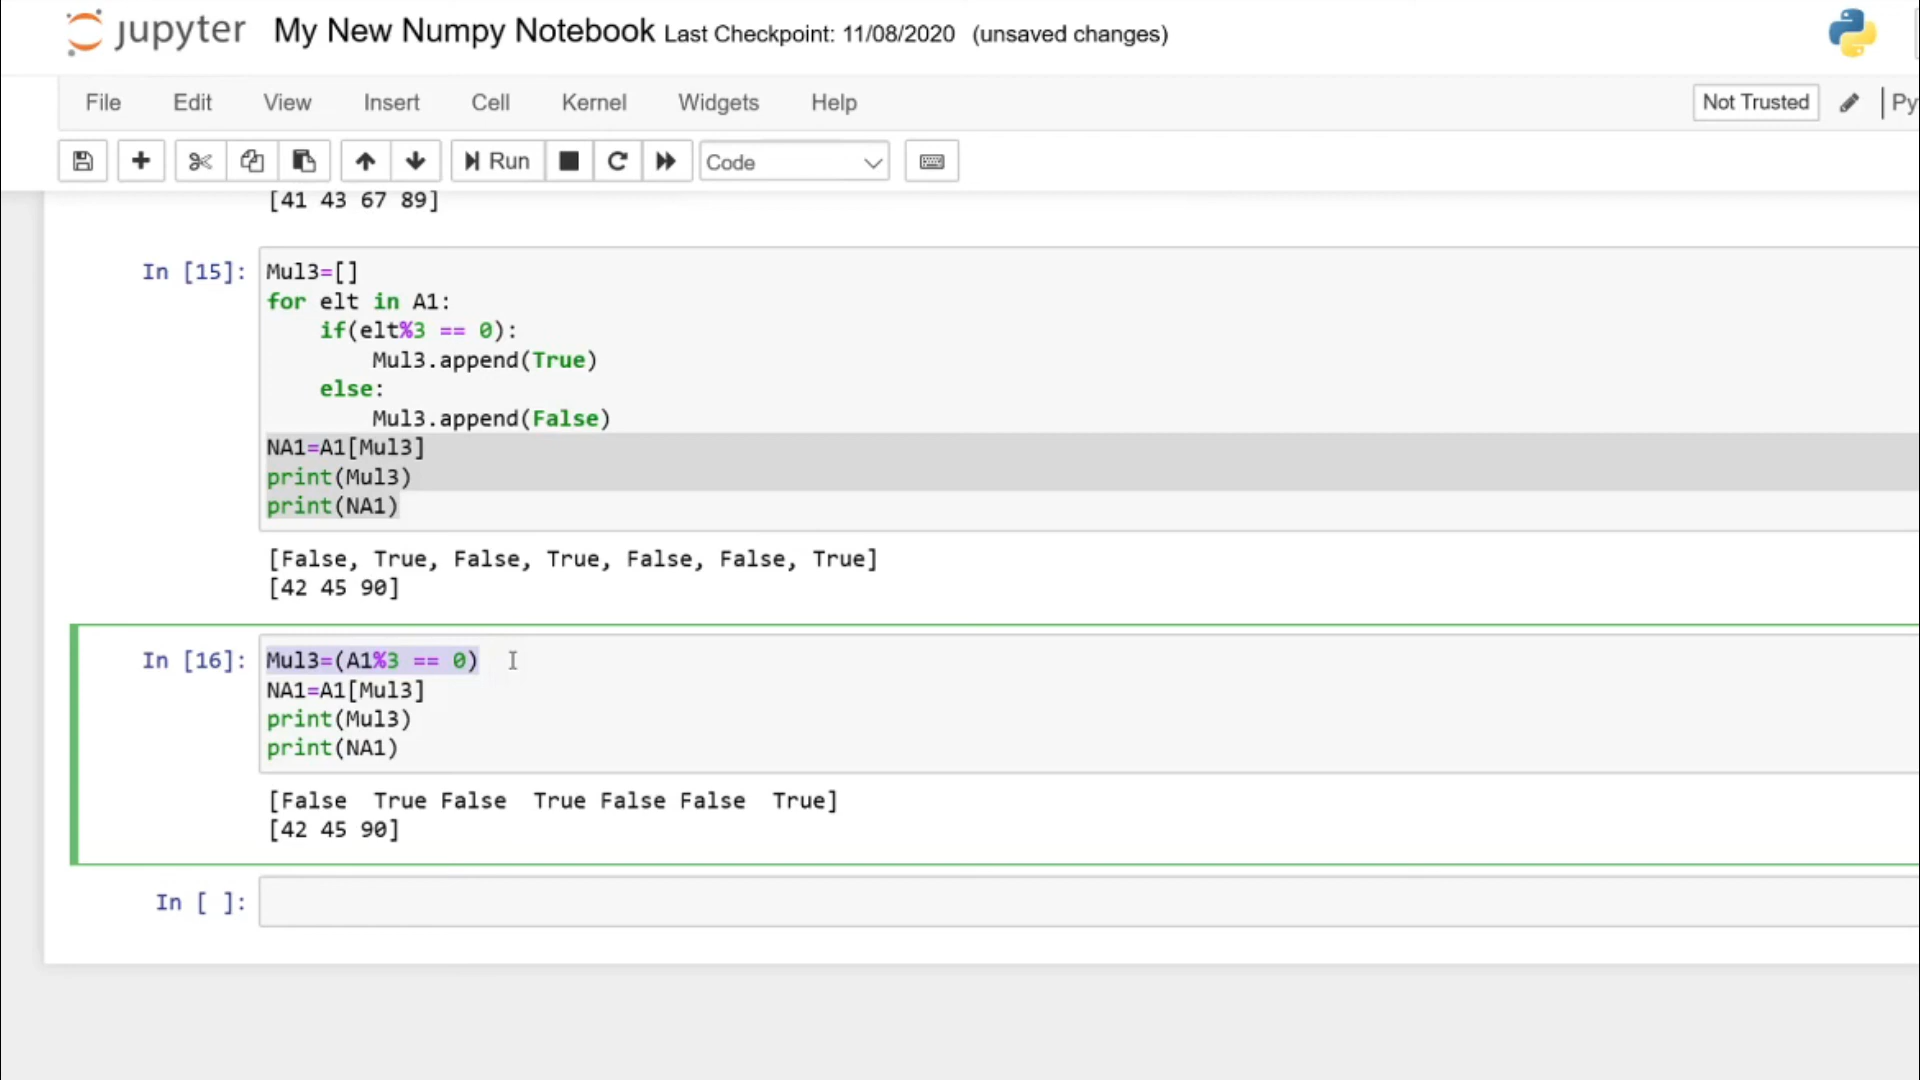 jupyter My New Numpy Notebook Last Checkpoint: 11/08/2020 (unsaved changes)
File Edit View Insert Cell Kernel Widgets Help Not Trusted Py
Run Code
[41 43 67 89]
In [15]: Mul3=[]
for elt in A1:
    if(elt%3 == 0):
        Mul3.append(True)
    else:
        Mul3.append(False)
NA1=A1[Mul3]
print(Mul3)
print(NA1)
[False, True, False, True, False, False, True]
[42 45 90]
In [16]: Mul3=(A1%3 == 0)
NA1=A1[Mul3]
print(Mul3)
print(NA1)
[False  True False  True False False  True]
[42 45 90]
In [ ]: